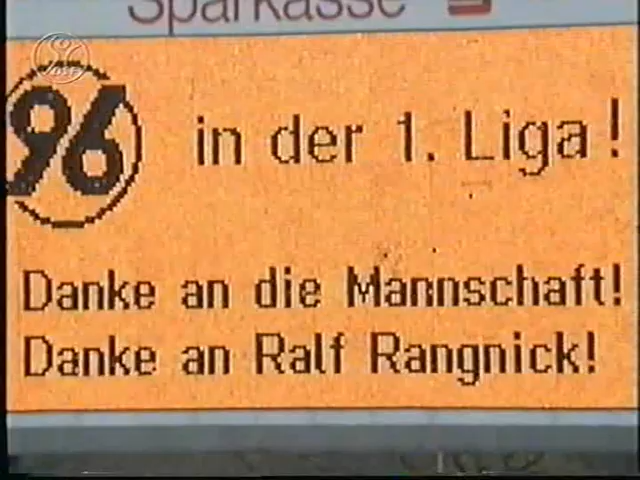 Sparkasse
96 in der 1. Liga!
Danke an die Mannschaft!
Danke an Ralf Rangnick!